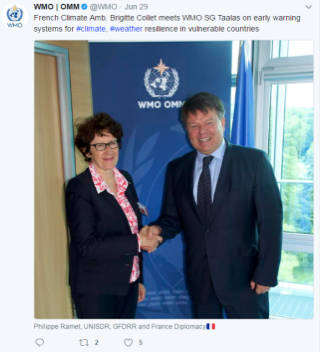 WMO | OMM @WMO · Jun 29
French Climate Amb. Brigitte Collet meets WMO SG Taalas on early warning
systems for #climate, #weather resilience in vulnerable countries
WMO OMM
Philippe Ramet, UNISDR, GFDRR and France Diplomacy🇫🇷
2 5